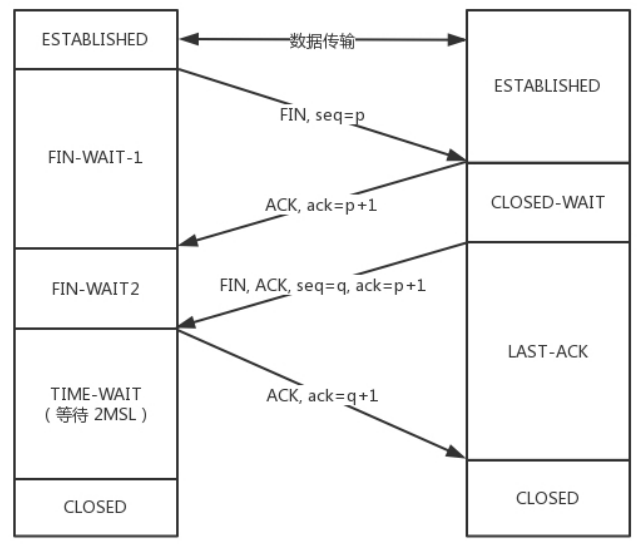 ESTABLISHED
数据传输
ESTABLISHED
FIN, seq=p
FIN-WAIT-1
ACK, ack=p+1
CLOSED-WAIT
FIN-WAIT2
FIN, ACK, seq=q, ack=p+1
LAST-ACK
TIME-WAIT
（等待 2MSL）
ACK, ack=q+1
CLOSED
CLOSED